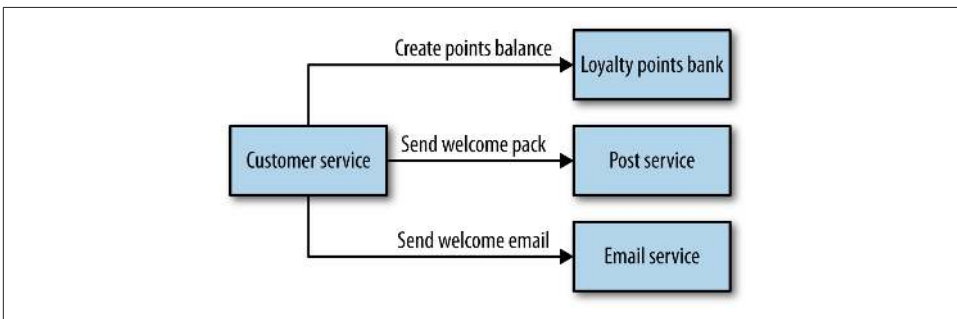 Create points balance
Loyalty points bank
Customer service
Send welcome pack
Post service
Send welcome email
Email service